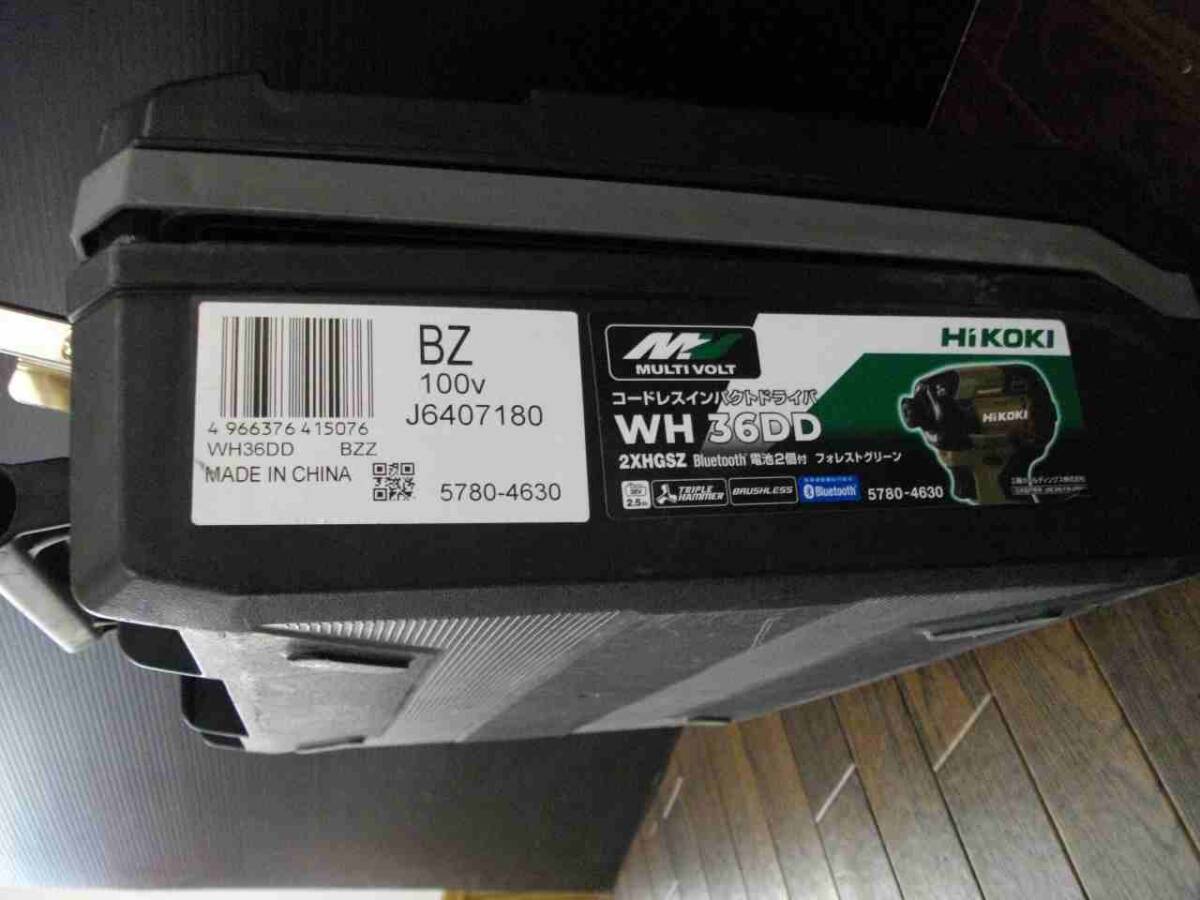 4 966376 415076
WH36DD BZZ
MADE IN CHINA
BZ
100v
J6407180
5780-4630
MULTI VOLT
HiKOKI
コードレスインパクトドライバ
WH 36DD
2XHGSZ Bluetooth 電池2個付 フォレストグリーン
36V
2.5
TRIPLE HAMMER
BRUSHLESS
Bluetooth
5780-4630
HiKOKI